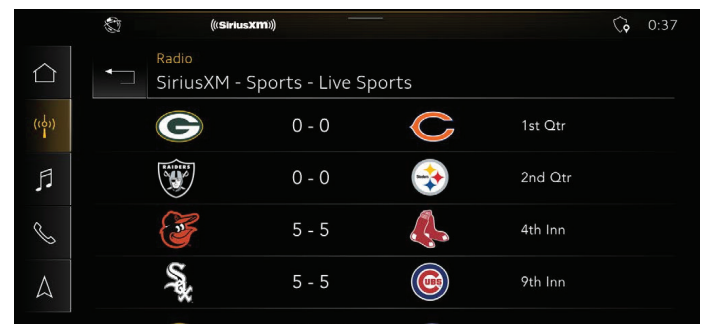 ((SiriusXM))
0:37
Radio
SiriusXM - Sports - Live Sports
G 0 - 0 C 1st Qtr
RAIDERS 0 - 0 Steelers 2nd Qtr
5 - 5 4th Inn
Sox 5 - 5 CUBS 9th Inn